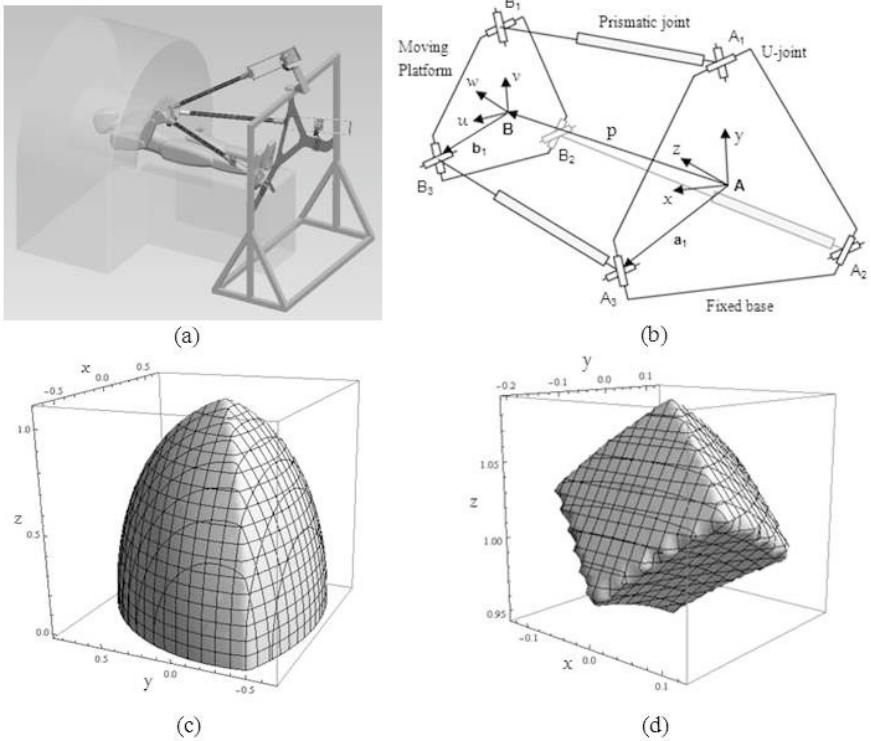 B1
Prismatic joint
A1
U-joint
Moving
Platform
v
w
u
B
b1
B2
B3
p
y
z
A
x
a1
A2
A3
Fixed base
(a)
(b)
x
-0.5
0.0
0.5
1.0
z
0.5
0.0
0.5
0.0
-0.5
y
y
-0.2
-0.1
0.0
0.1
1.05
z
1.00
0.95
-0.1
0.0
x
0.1
(c)
(d)